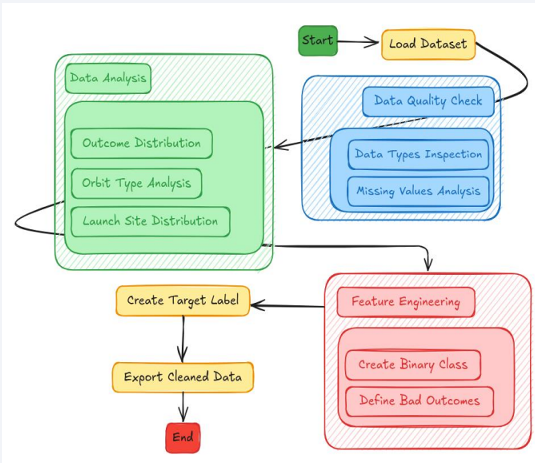 Start
Load Dataset
Data Quality Check
Data Types Inspection
Missing Values Analysis
Data Analysis
Outcome Distribution
Orbit Type Analysis
Launch Site Distribution
Feature Engineering
Create Binary Class
Define Bad Outcomes
Create Target Label
Export Cleaned Data
End